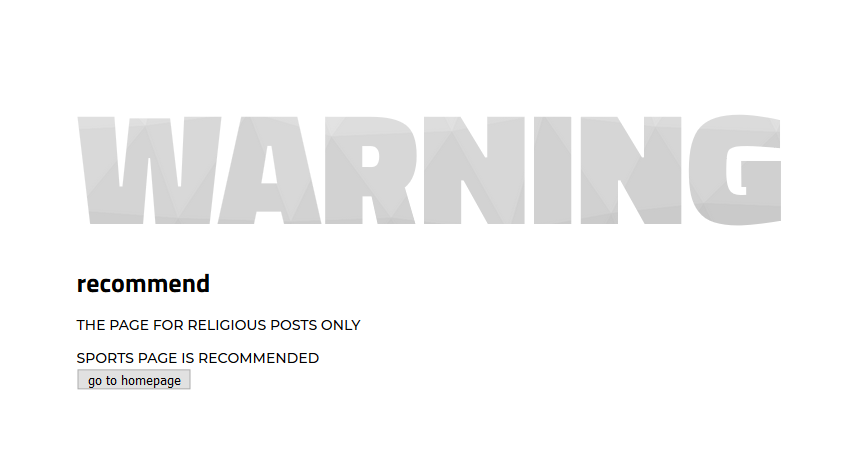 WARNING
recommend
THE PAGE FOR RELIGIOUS POSTS ONLY
SPORTS PAGE IS RECOMMENDED
go to homepage